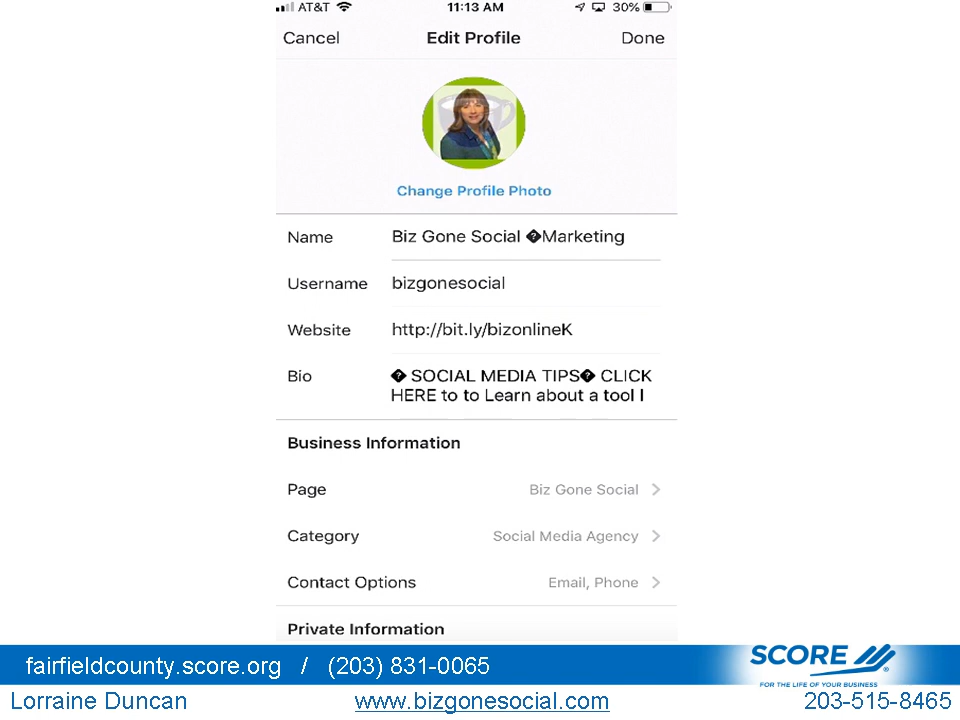 AT&T 11:13 AM 30%
Cancel Edit Profile Done
Change Profile Photo
Name Biz Gone Social �Marketing
Username bizgonesocial
Website http://bit.ly/bizonlineK
Bio � SOCIAL MEDIA TIPS� CLICK
HERE to to Learn about a tool I
Business Information
Page Biz Gone Social
Category Social Media Agency
Contact Options Email, Phone
Private Information
fairfieldcounty.score.org / (203) 831-0065
SCORE
FOR THE LIFE OF YOUR BUSINESS
Lorraine Duncan www.bizgonesocial.com 203-515-8465